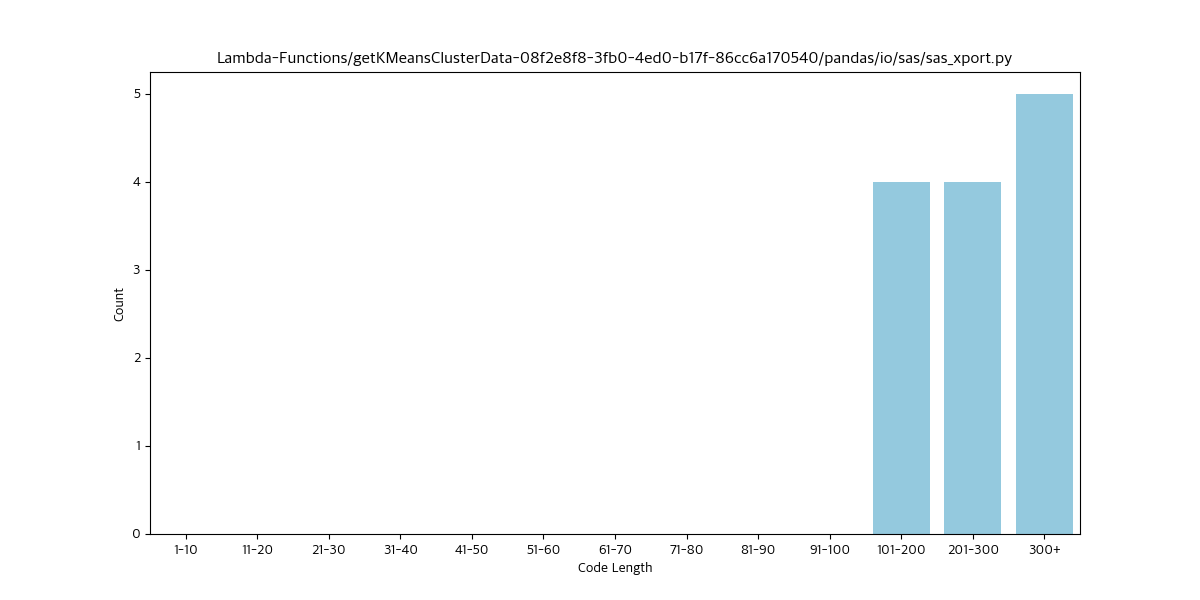 Lambda-Functions/getKMeansClusterData-08f2e8f8-3fb0-4ed0-b17f-86cc6a170540/pandas/io/sas/sas_xport.py
5
4
3
2
1
0
Count
1-10 11-20 21-30 31-40 41-50 51-60 61-70 71-80 81-90 91-100 101-200 201-300 300+
Code Length